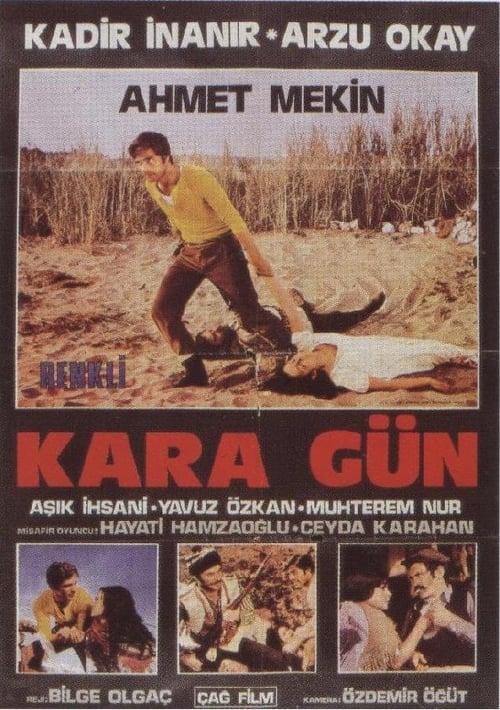 KADİR İNANIR * ARZU OKAY
AHMET MEKİN
RENKLİ
KARA GÜN
AŞIK İHSANİ • YAVUZ ÖZKAN • MUHTEREM NUR
MİSAFİR OYUNCU: HAYATİ HAMZAOĞLU • CEYDA KARAHAN
REJİ: BİLGE OLGAÇ
ÇAĞ FİLM
KAMERA: ÖZDEMİR ÖĞÜT